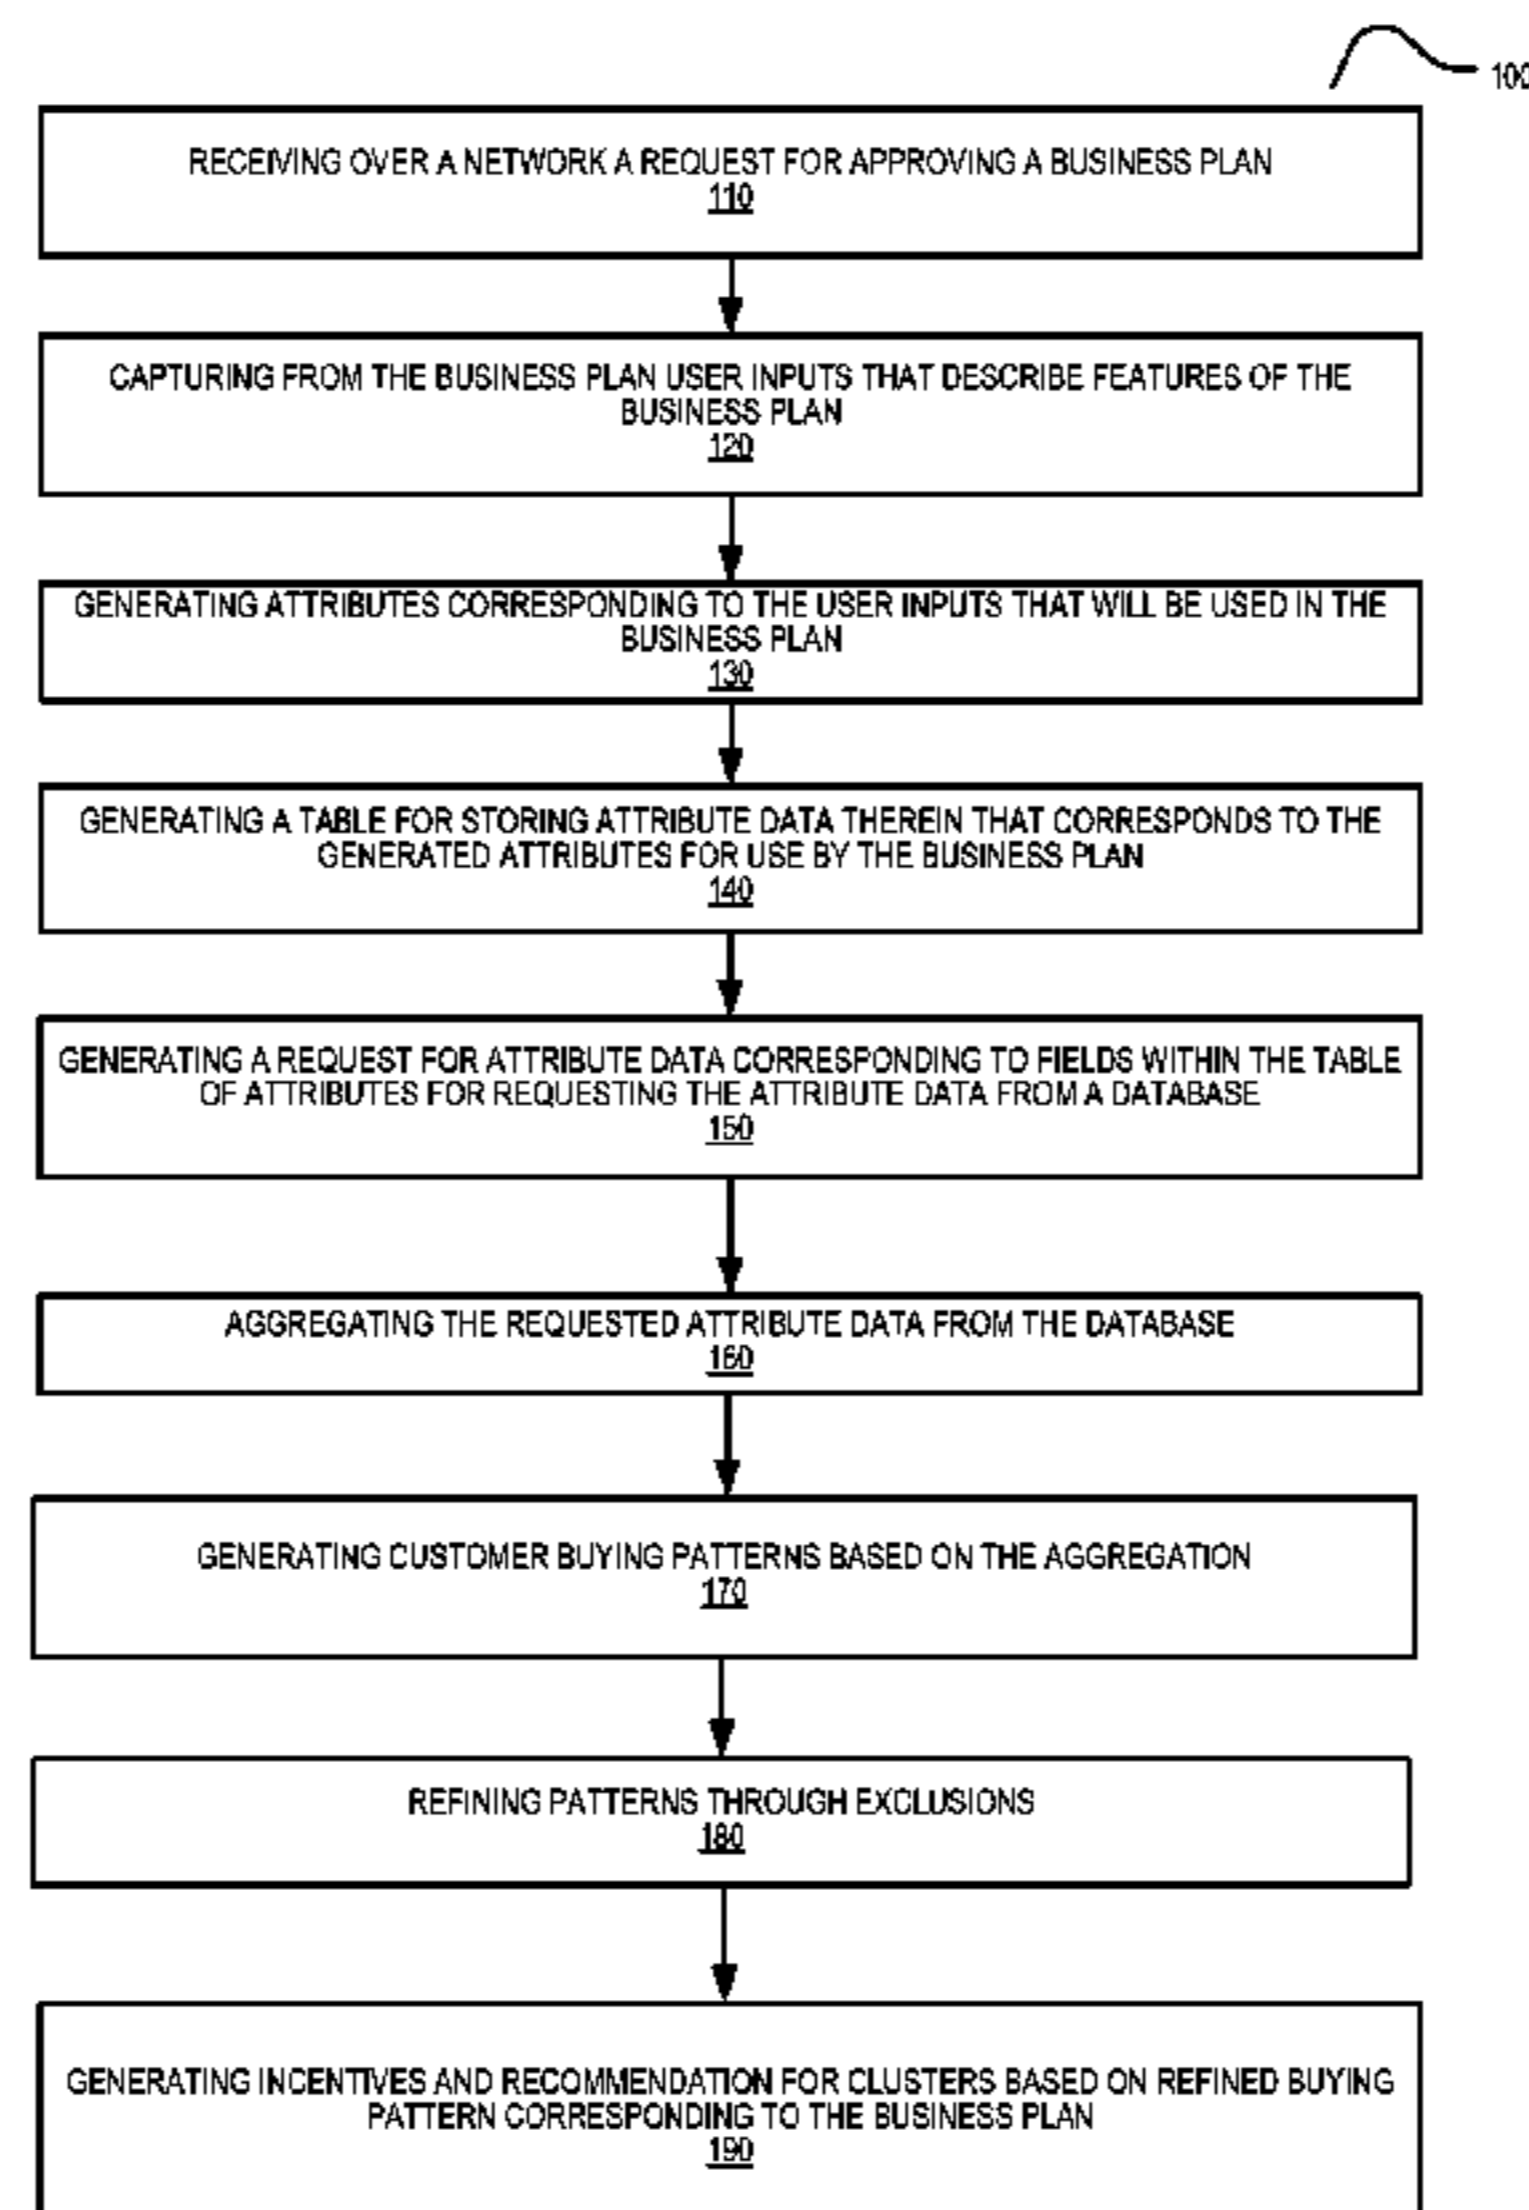 100
RECEIVING OVER A NETWORK A REQUEST FOR APPROVING A BUSINESS PLAN
110
CAPTURING FROM THE BUSINESS PLAN USER INPUTS THAT DESCRIBE FEATURES OF THE
BUSINESS PLAN
120
GENERATING ATTRIBUTES CORRESPONDING TO THE USER INPUTS THAT WILL BE USED IN THE
BUSINESS PLAN
130
GENERATING A TABLE FOR STORING ATTRIBUTE DATA THEREIN THAT CORRESPONDS TO THE
GENERATED ATTRIBUTES FOR USE BY THE BUSINESS PLAN
140
GENERATING A REQUEST FOR ATTRIBUTE DATA CORRESPONDING TO FIELDS WITHIN THE TABLE
OF ATTRIBUTES FOR REQUESTING THE ATTRIBUTE DATA FROM A DATABASE
150
AGGREGATING THE REQUESTED ATTRIBUTE DATA FROM THE DATABASE
160
GENERATING CUSTOMER BUYING PATTERNS BASED ON THE AGGREGATION
170
REFINING PATTERNS THROUGH EXCLUSIONS
180
GENERATING INCENTIVES AND RECOMMENDATION FOR CLUSTERS BASED ON REFINED BUYING
PATTERN CORRESPONDING TO THE BUSINESS PLAN
190